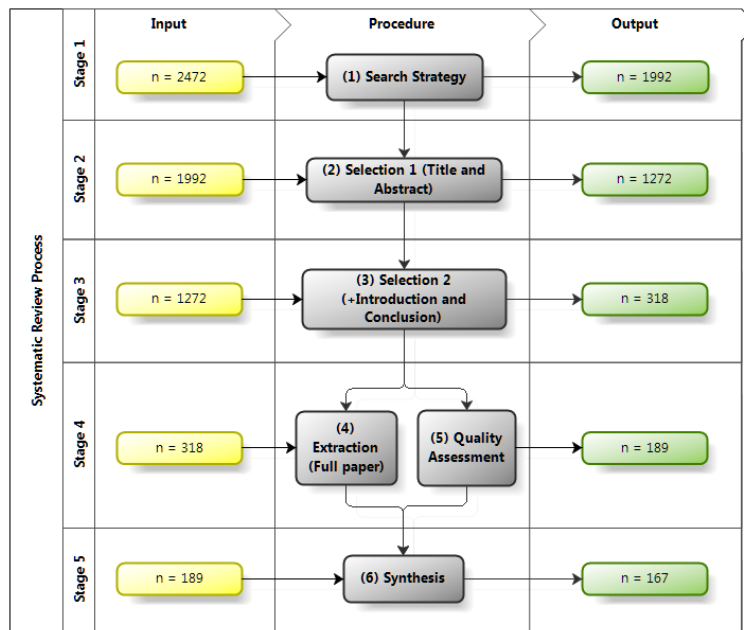 Input
Procedure
Output
Systematic Review Process
Stage 1
n = 2472
(1) Search Strategy
n = 1992
Stage 2
n = 1992
(2) Selection 1 (Title and
Abstract)
n = 1272
Stage 3
n = 1272
(3) Selection 2
(+Introduction and
Conclusion)
n = 318
Stage 4
n = 318
(4)
Extraction
(Full paper)
(5) Quality
Assessment
n = 189
Stage 5
n = 189
(6) Synthesis
n = 167